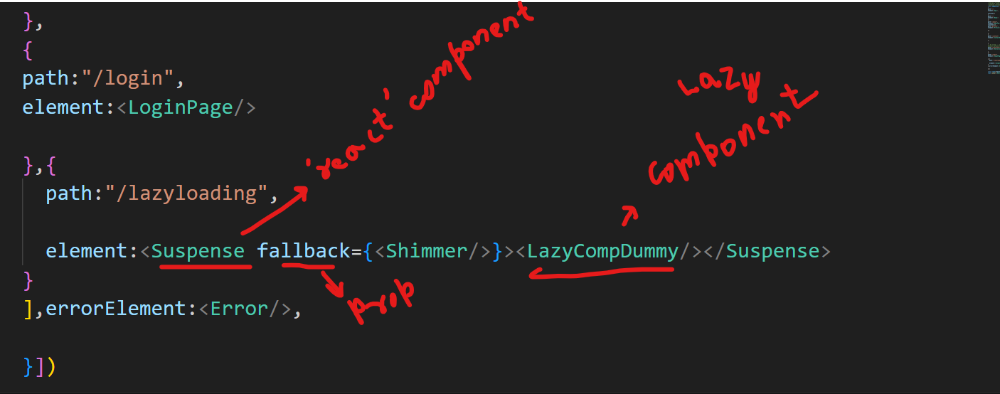 },
{
path:"/login",
element:<LoginPage/>
'react' component
Lazy
component
},{
path:"/lazyloading",
element:<Suspense fallback={<Shimmer/>}><LazyCompDummy/></Suspense>
}
prop
],errorElement:<Error/>,
}])